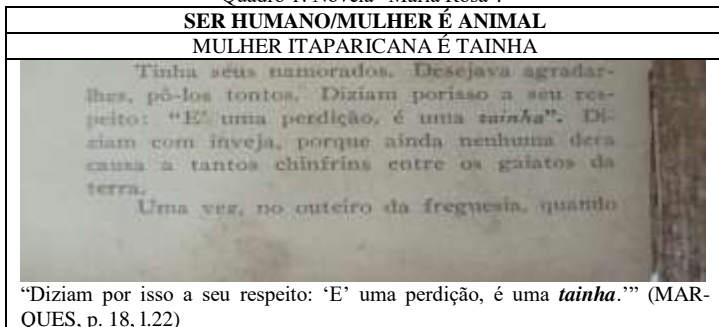 Quadro 1: Novela "Maria Rosa".
SER HUMANO/MULHER É ANIMAL
MULHER ITAPARICANA É TAINHA
Tinha seus namorados. Desejava agradar-
lhes, pô-los tontos. Diziam porisso a seu res-
peito: "E' uma perdição, é uma tainha". Di-
ziam com inveja, porque ainda nenhuma dera
causa a tantos chinfrins entre os gaiatos da
terra.
Uma vez, no outeiro da freguesia, quando
"Diziam por isso a seu respeito: 'E' uma perdição, é uma tainha.'" (MAR-
QUES, p. 18, l.22)